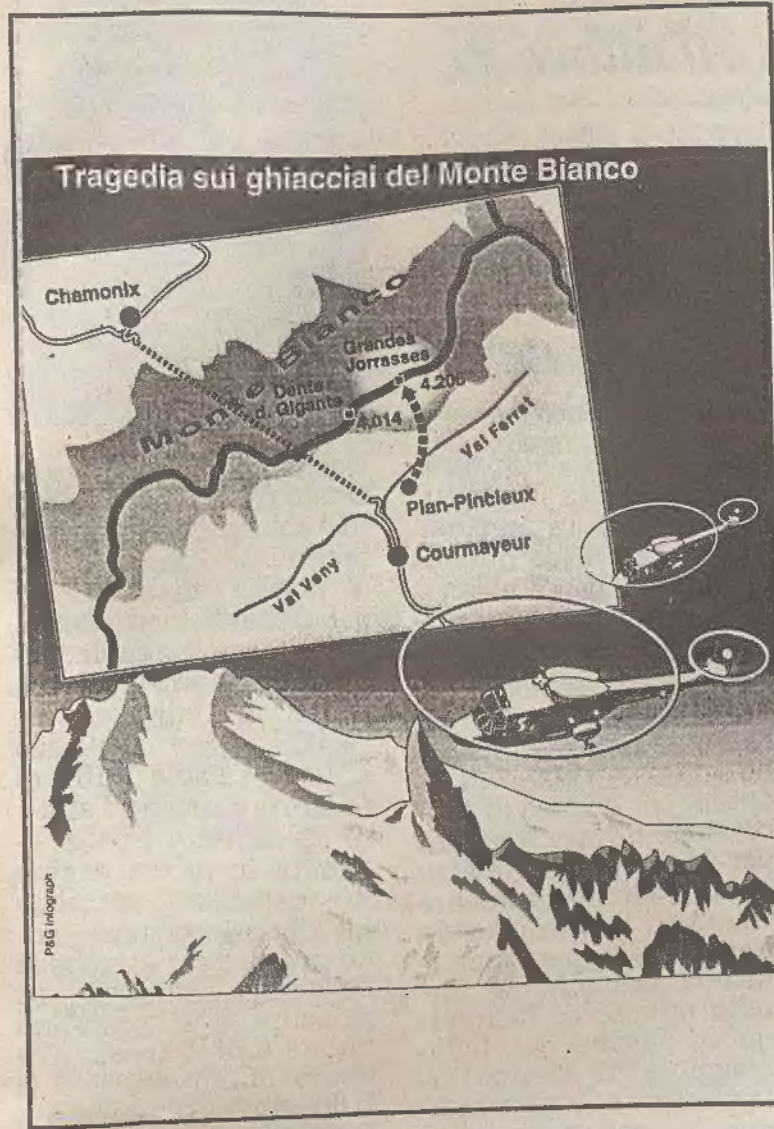 Tragedia sui ghiacciai del Monte Bianco
Chamonix
Monte Bianco
Grandes
Jorrasses
4.206
Dente
d. Gigante
4.014
Val Ferret
Plan-Pincieux
Courmayeur
Val Veny
P&G Infograph